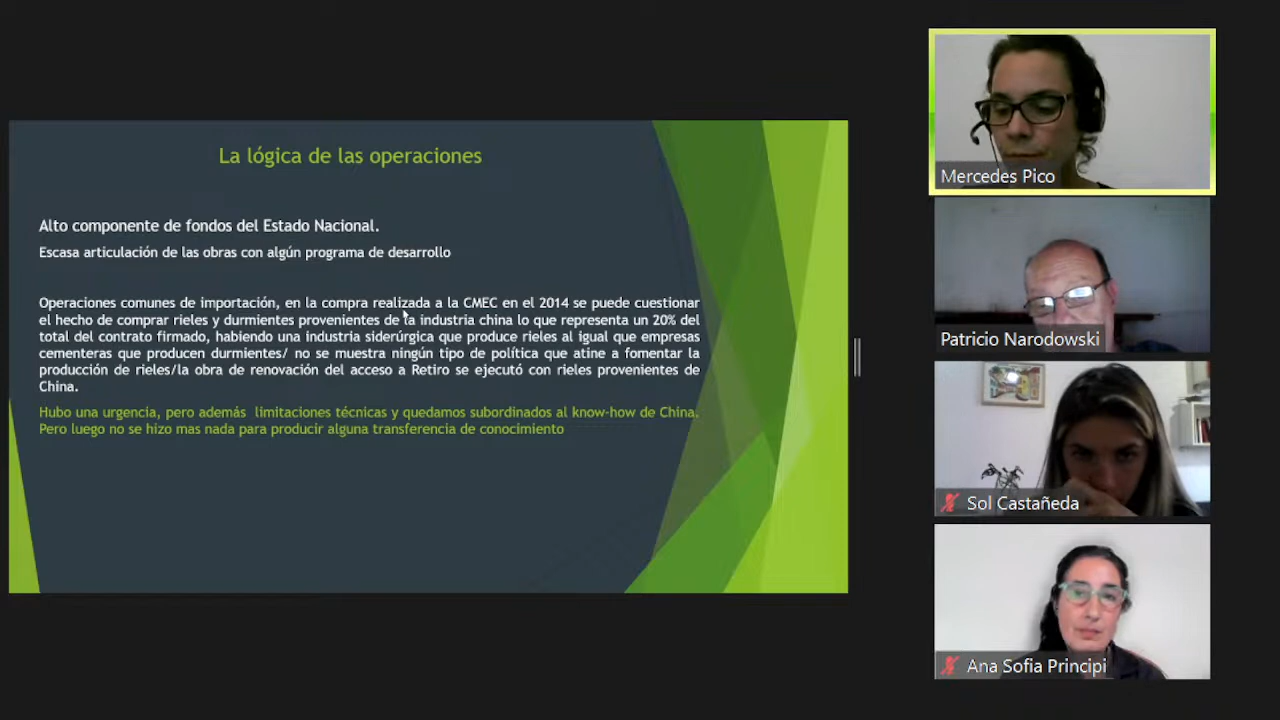 La lógica de las operaciones
Alto componente de fondos del Estado Nacional.
Escasa articulación de las obras con algún programa de desarrollo
Operaciones comunes de importación, en la compra realizada a la CMEC en el 2014 se puede cuestionar
el hecho de comprar rieles y durmientes provenientes de la industria china lo que representa un 20% del
total del contrato firmado, habiendo una industria siderúrgica que produce rieles al igual que empresas
cementeras que producen durmientes/ no se muestra ningún tipo de política que atine a fomentar la
producción de rieles/la obra de renovación del acceso a Retiro se ejecutó con rieles provenientes de
China.
Hubo una urgencia, pero además limitaciones técnicas y quedamos subordinados al know-how de China.
Pero luego no se hizo mas nada para producir alguna transferencia de conocimiento
Mercedes Pico
Patricio Narodowski
Sol Castañeda
Ana Sofia Principi